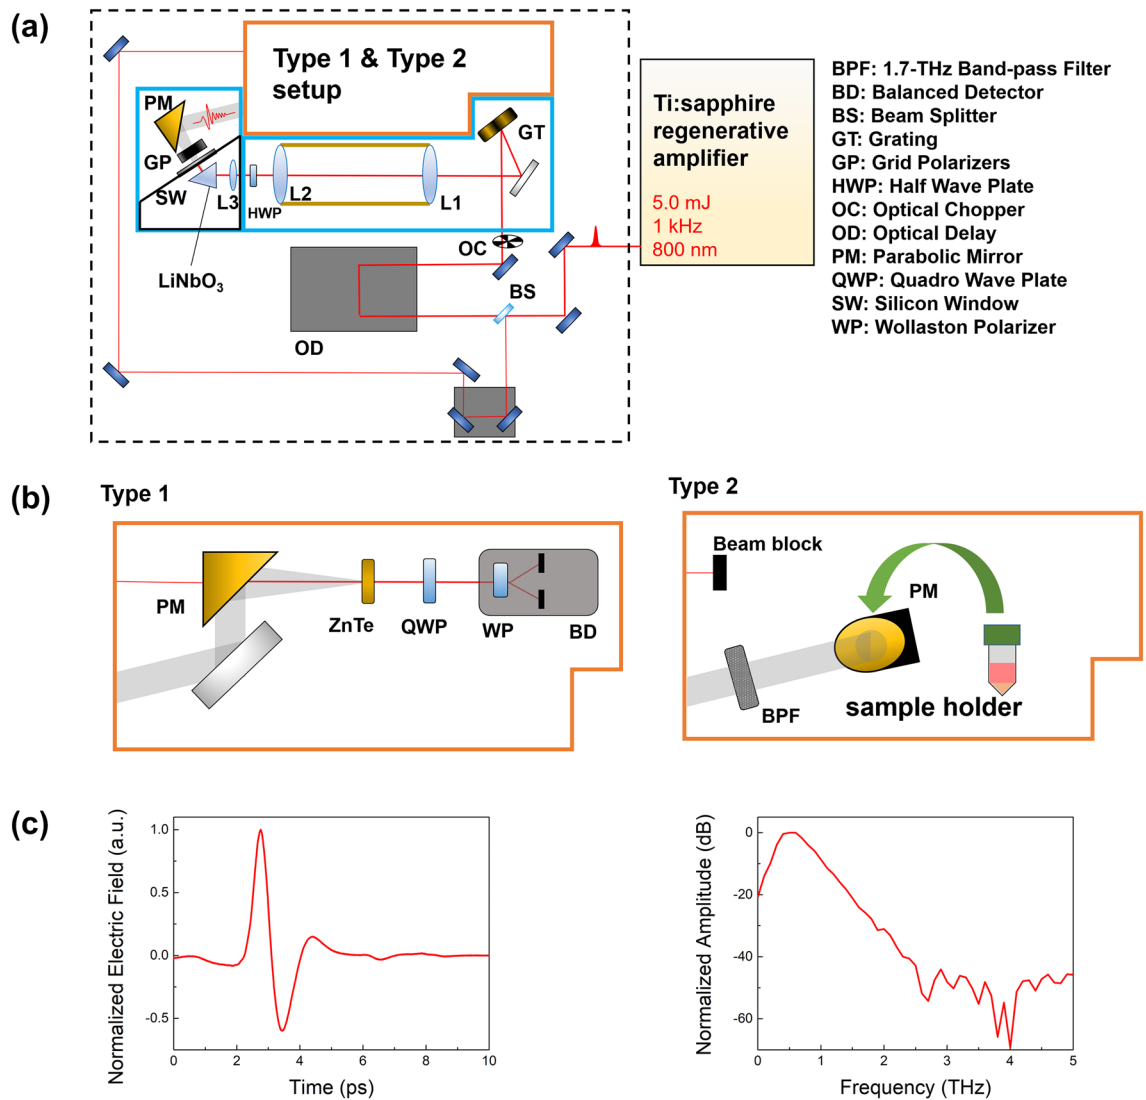 (a)
Type 1 & Type 2
setup
PM
GP
SW
L3
HWP
L2
L1
GT
LiNbO3
OC
BS
OD
Ti:sapphire
regenerative
amplifier
5.0 mJ
1 kHz
800 nm
BPF: 1.7-THz Band-pass Filter
BD: Balanced Detector
BS: Beam Splitter
GT: Grating
GP: Grid Polarizers
HWP: Half Wave Plate
OC: Optical Chopper
OD: Optical Delay
PM: Parabolic Mirror
QWP: Quadro Wave Plate
SW: Silicon Window
WP: Wollaston Polarizer
(b)
Type 1
PM
ZnTe
QWP
WP
BD
Type 2
Beam block
PM
BPF
sample holder
(c)
Normalized Electric Field (a.u.)
1.0
0.5
0.0
-0.5
0 2 4 6 8 10
Time (ps)
Normalized Amplitude (dB)
0
-20
-40
-60
0 1 2 3 4 5
Frequency (THz)